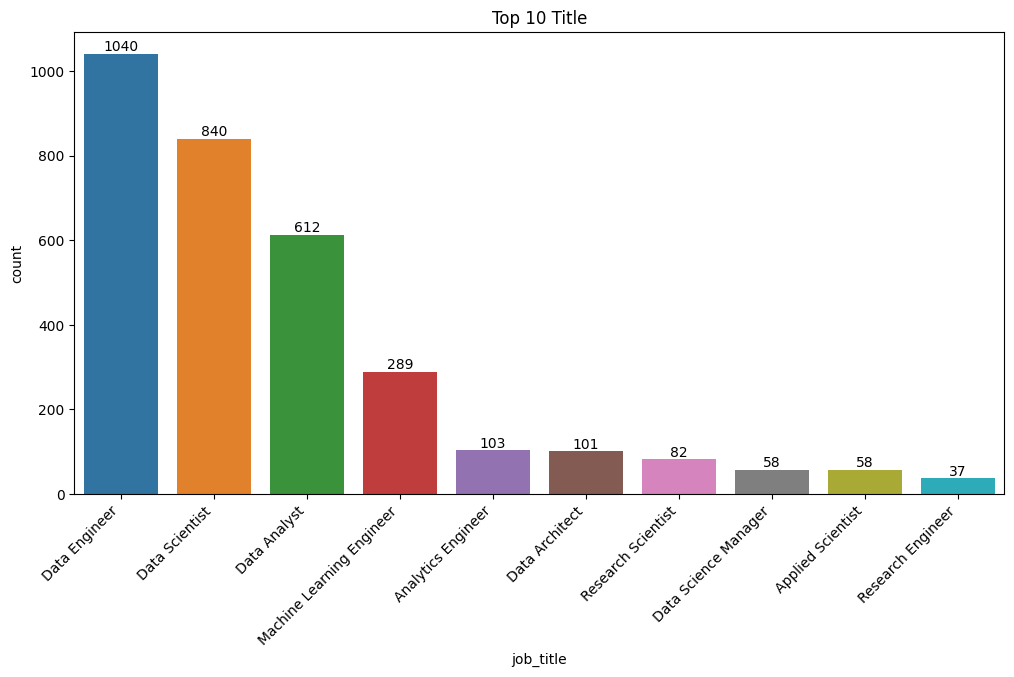 Top 10 Title
count
1000
800
600
400
200
0
1040
840
612
289
103
101
82
58
58
37
Data Engineer
Data Scientist
Data Analyst
Machine Learning Engineer
Analytics Engineer
Data Architect
Research Scientist
Data Science Manager
Applied Scientist
Research Engineer
job_title